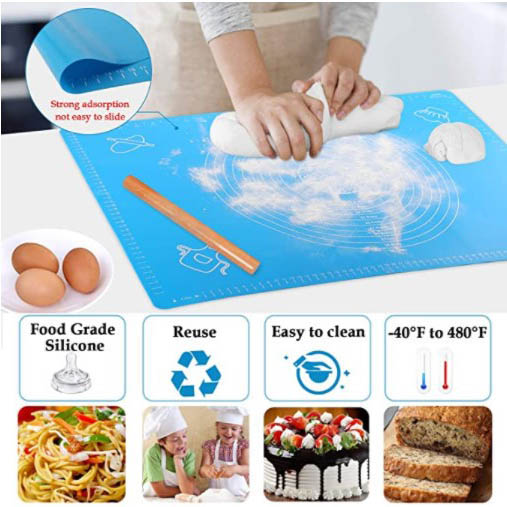 Strong adsorption
not easy to slide
Food Grade
Silicone
Reuse
Easy to clean
-40°F to 480°F